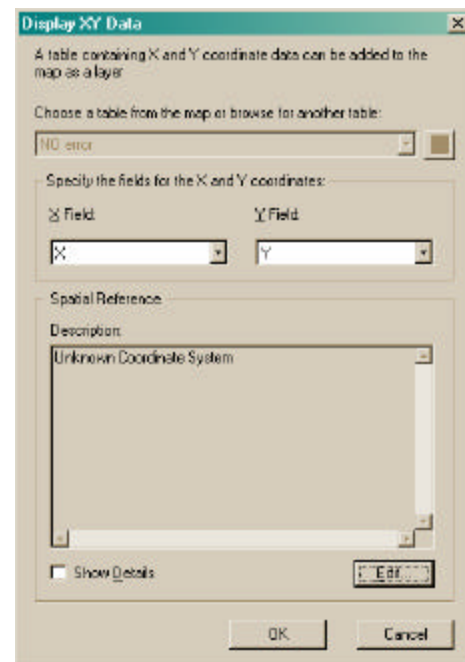 Display XY Data
A table containing X and Y coordinate data can be added to the
map as a layer
Choose a table from the map or browse for another table:
NO error
Specify the fields for the X and Y coordinates:
X Field: Y Field:
X Y
Spatial Reference
Description:
Unknown Coordinate System
Show Details Edit...
OK Cancel